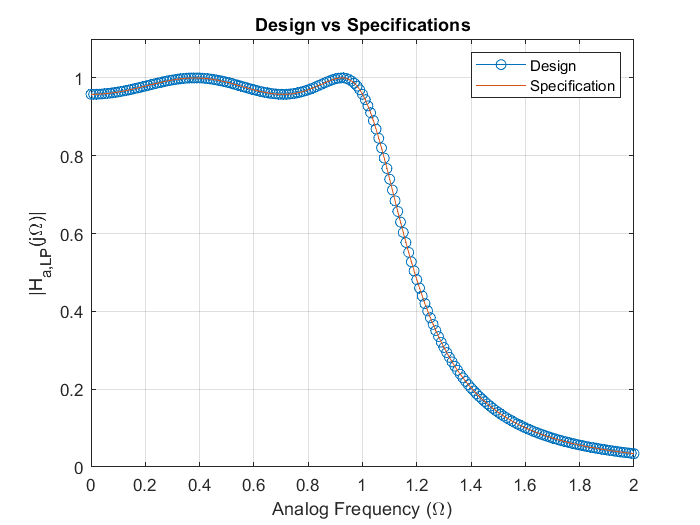 Design vs Specifications
Design
Specification
|H_{a,LP}(jΩ)|
1
0.8
0.6
0.4
0.2
0
0 0.2 0.4 0.6 0.8 1 1.2 1.4 1.6 1.8 2
Analog Frequency (Ω)